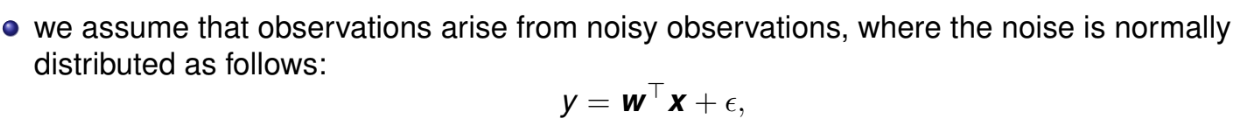 • we assume that observations arise from noisy observations, where the noise is normally
distributed as follows:
y = w⊤x + ϵ,